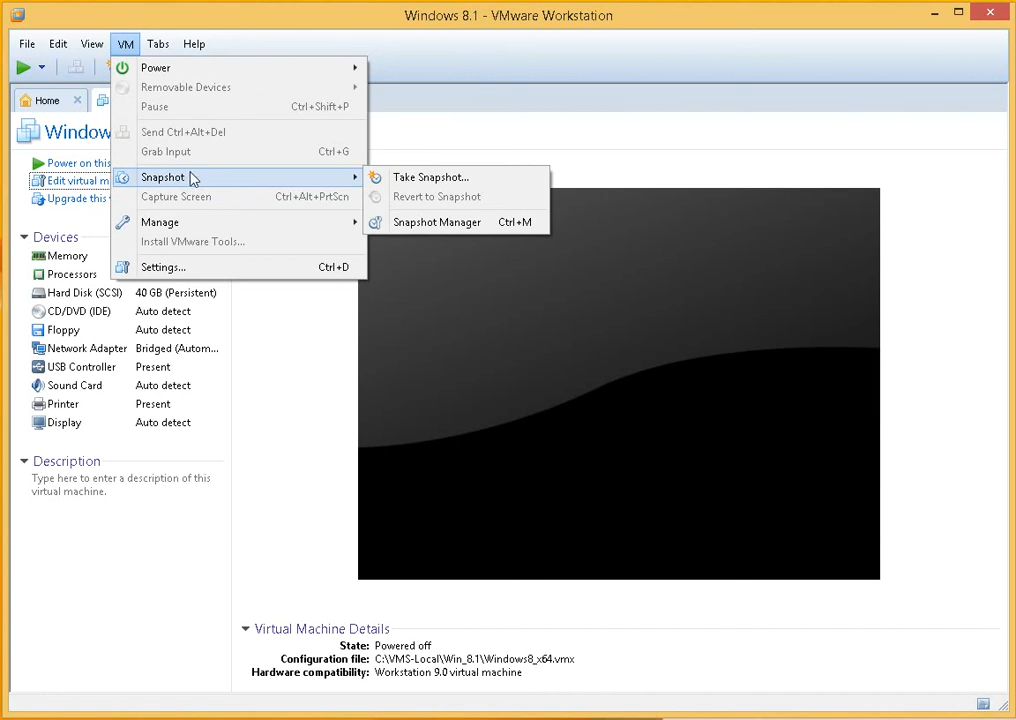 Windows 8.1 - VMware Workstation
File Edit View VM Tabs Help
Home
Window
Power on this
Edit virtual m
Upgrade this
Power
Removable Devices
Pause Ctrl+Shift+P
Send Ctrl+Alt+Del
Grab Input Ctrl+G
Snapshot
Capture Screen Ctrl+Alt+PrtScn
Manage
Install VMware Tools...
Settings... Ctrl+D
Take Snapshot...
Revert to Snapshot
Snapshot Manager Ctrl+M
Devices
Memory
Processors
Hard Disk (SCSI) 40 GB (Persistent)
CD/DVD (IDE) Auto detect
Floppy Auto detect
Network Adapter Bridged (Autom...
USB Controller Present
Sound Card Auto detect
Printer Present
Display Auto detect
Description
Type here to enter a description of this
virtual machine.
Virtual Machine Details
State: Powered off
Configuration file: C:\VMS-Local\Win_8.1\Windows8_x64.vmx
Hardware compatibility: Workstation 9.0 virtual machine